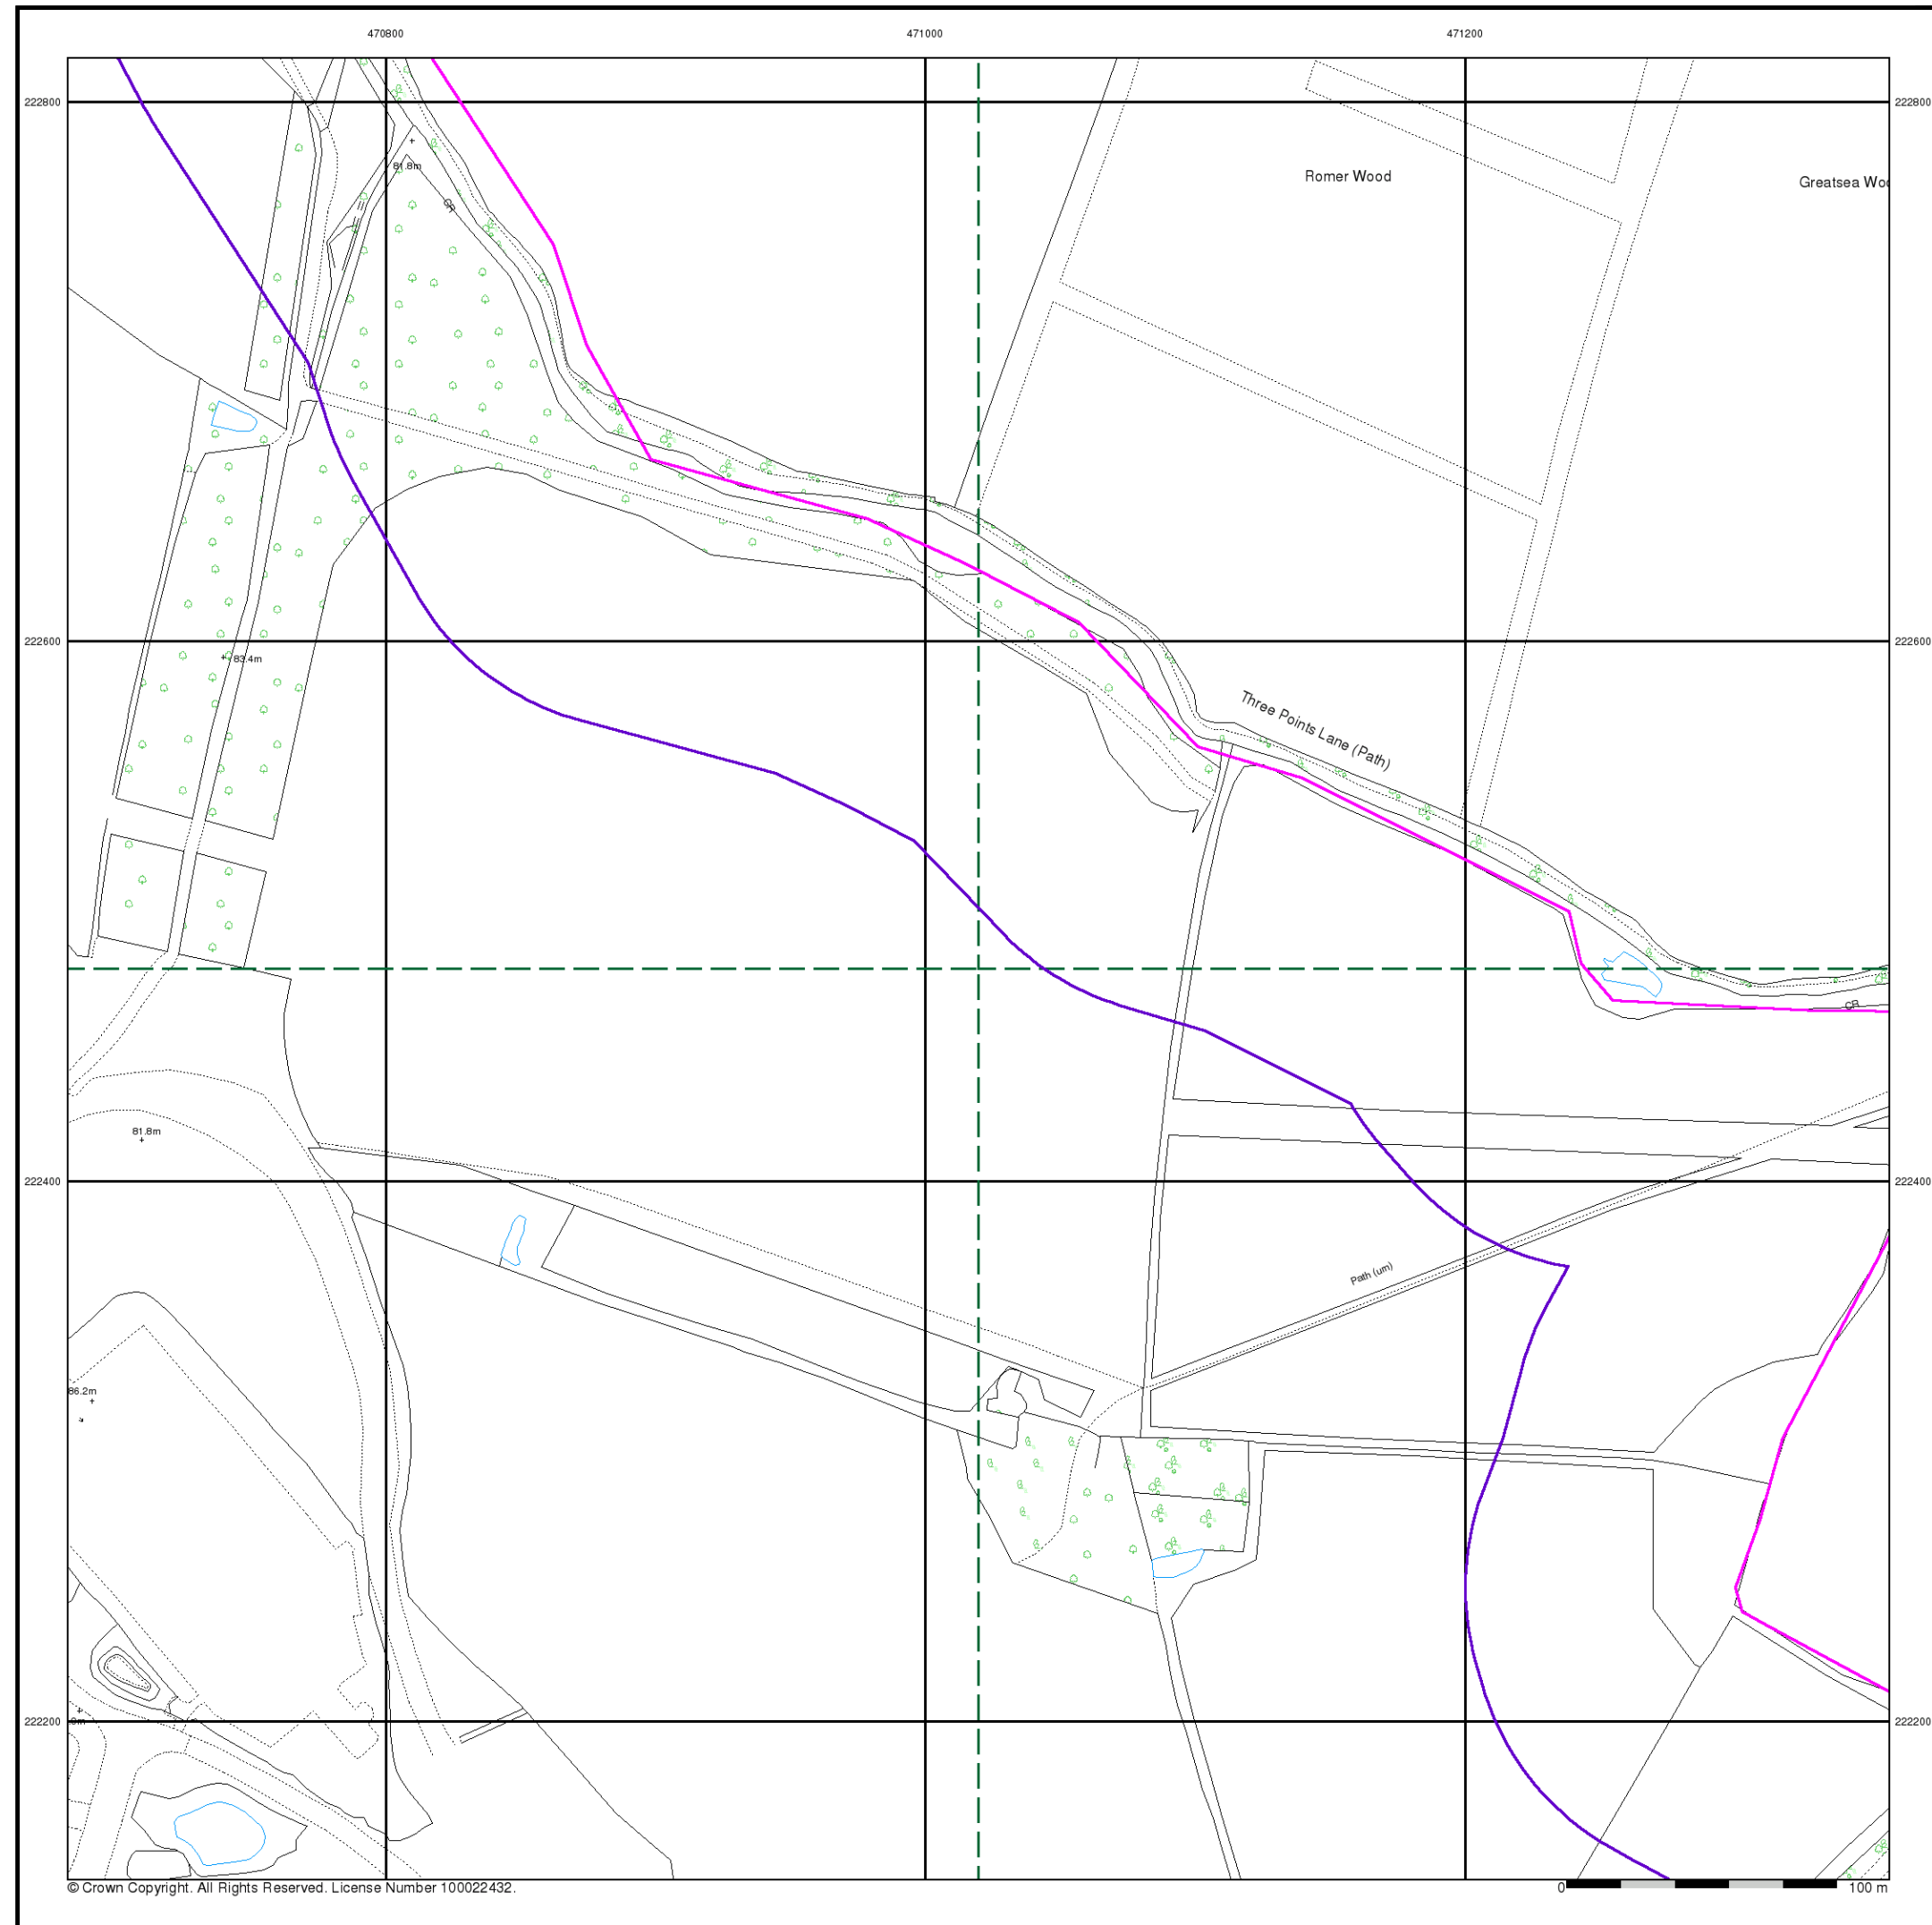 470800 471000 471200
222800 222800
81.8m
Romer Wood
Greatsea Woo
CR
222600 222600
83.4m
Three Points Lane (Path)
CR
81.8m
222400 222400
Path (um)
86.2m
222200 222200
© Crown Copyright. All Rights Reserved. License Number 100022432.
0 100 m